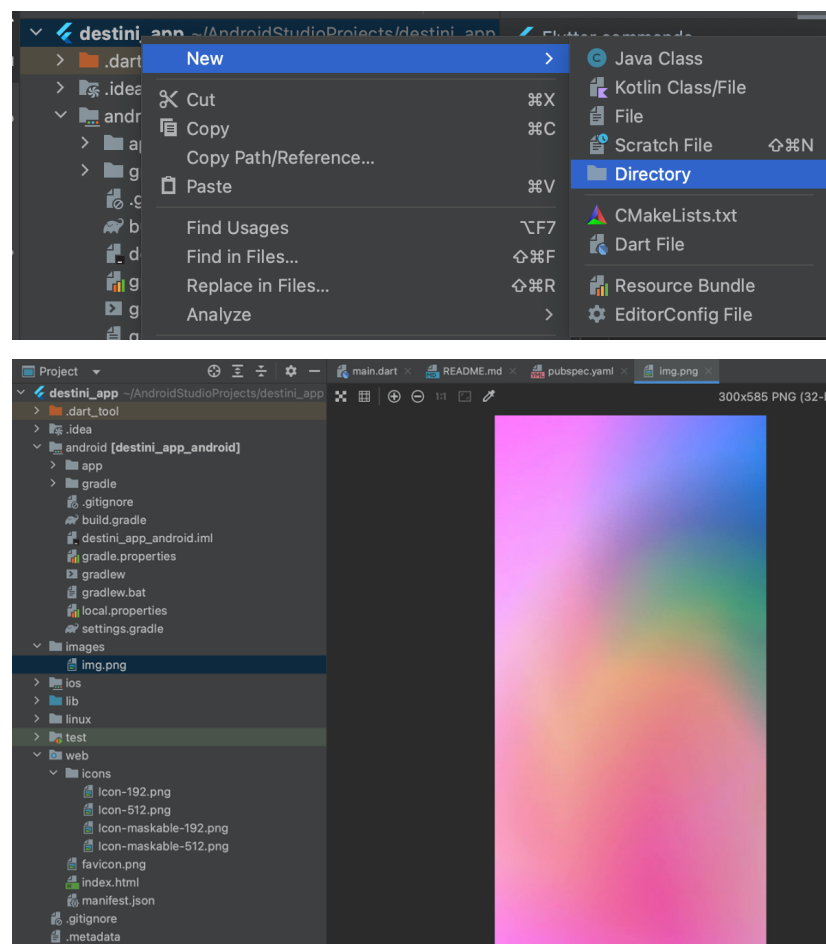 destini_app ~/AndroidStudioProjects/destini_app
Flutter commands
.dart
New
Java Class
.idea
Cut ⌘X
Kotlin Class/File
andr
Copy ⌘C
File
Copy Path/Reference...
Scratch File ⇧⌘N
Paste ⌘V
Directory
Find Usages ⌥F7
CMakeLists.txt
Find in Files... ⇧⌘F
Dart File
Replace in Files... ⇧⌘R
Resource Bundle
Analyze
EditorConfig File
Project
main.dart
README.md
pubspec.yaml
img.png
destini_app ~/AndroidStudioProjects/destini_app
1:1
300x585 PNG (32-
.dart_tool
.idea
android [destini_app_android]
app
gradle
.gitignore
build.gradle
destini_app_android.iml
gradle.properties
gradlew
gradlew.bat
local.properties
settings.gradle
images
img.png
ios
lib
linux
test
web
icons
Icon-192.png
Icon-512.png
Icon-maskable-192.png
Icon-maskable-512.png
favicon.png
index.html
manifest.json
.gitignore
.metadata